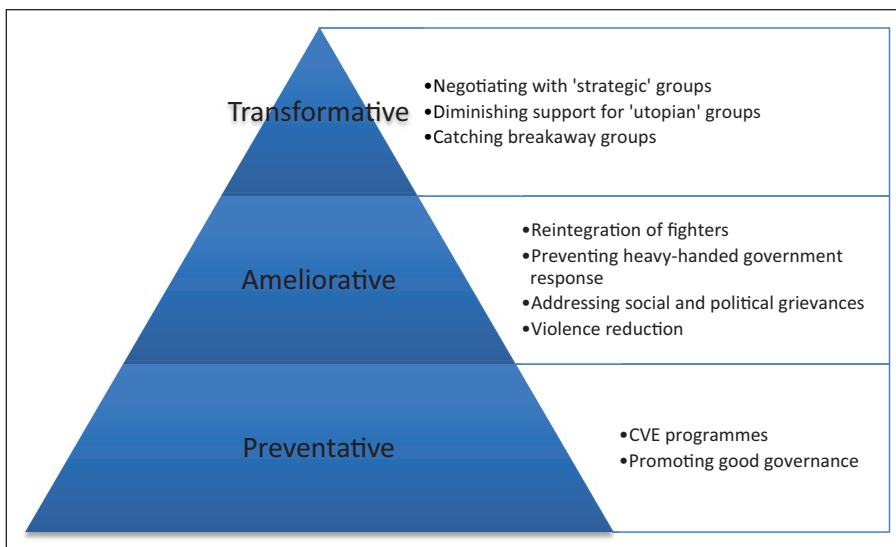 Transformative
•Negotiating with 'strategic' groups
•Diminishing support for 'utopian' groups
•Catching breakaway groups
Ameliorative
•Reintegration of fighters
•Preventing heavy-handed government
response
•Addressing social and political grievances
•Violence reduction
Preventative
•CVE programmes
•Promoting good governance